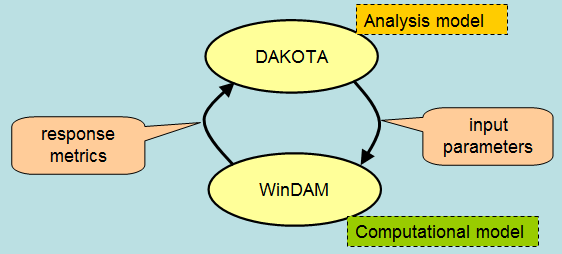 Analysis model
DAKOTA
response
metrics
input
parameters
WinDAM
Computational model